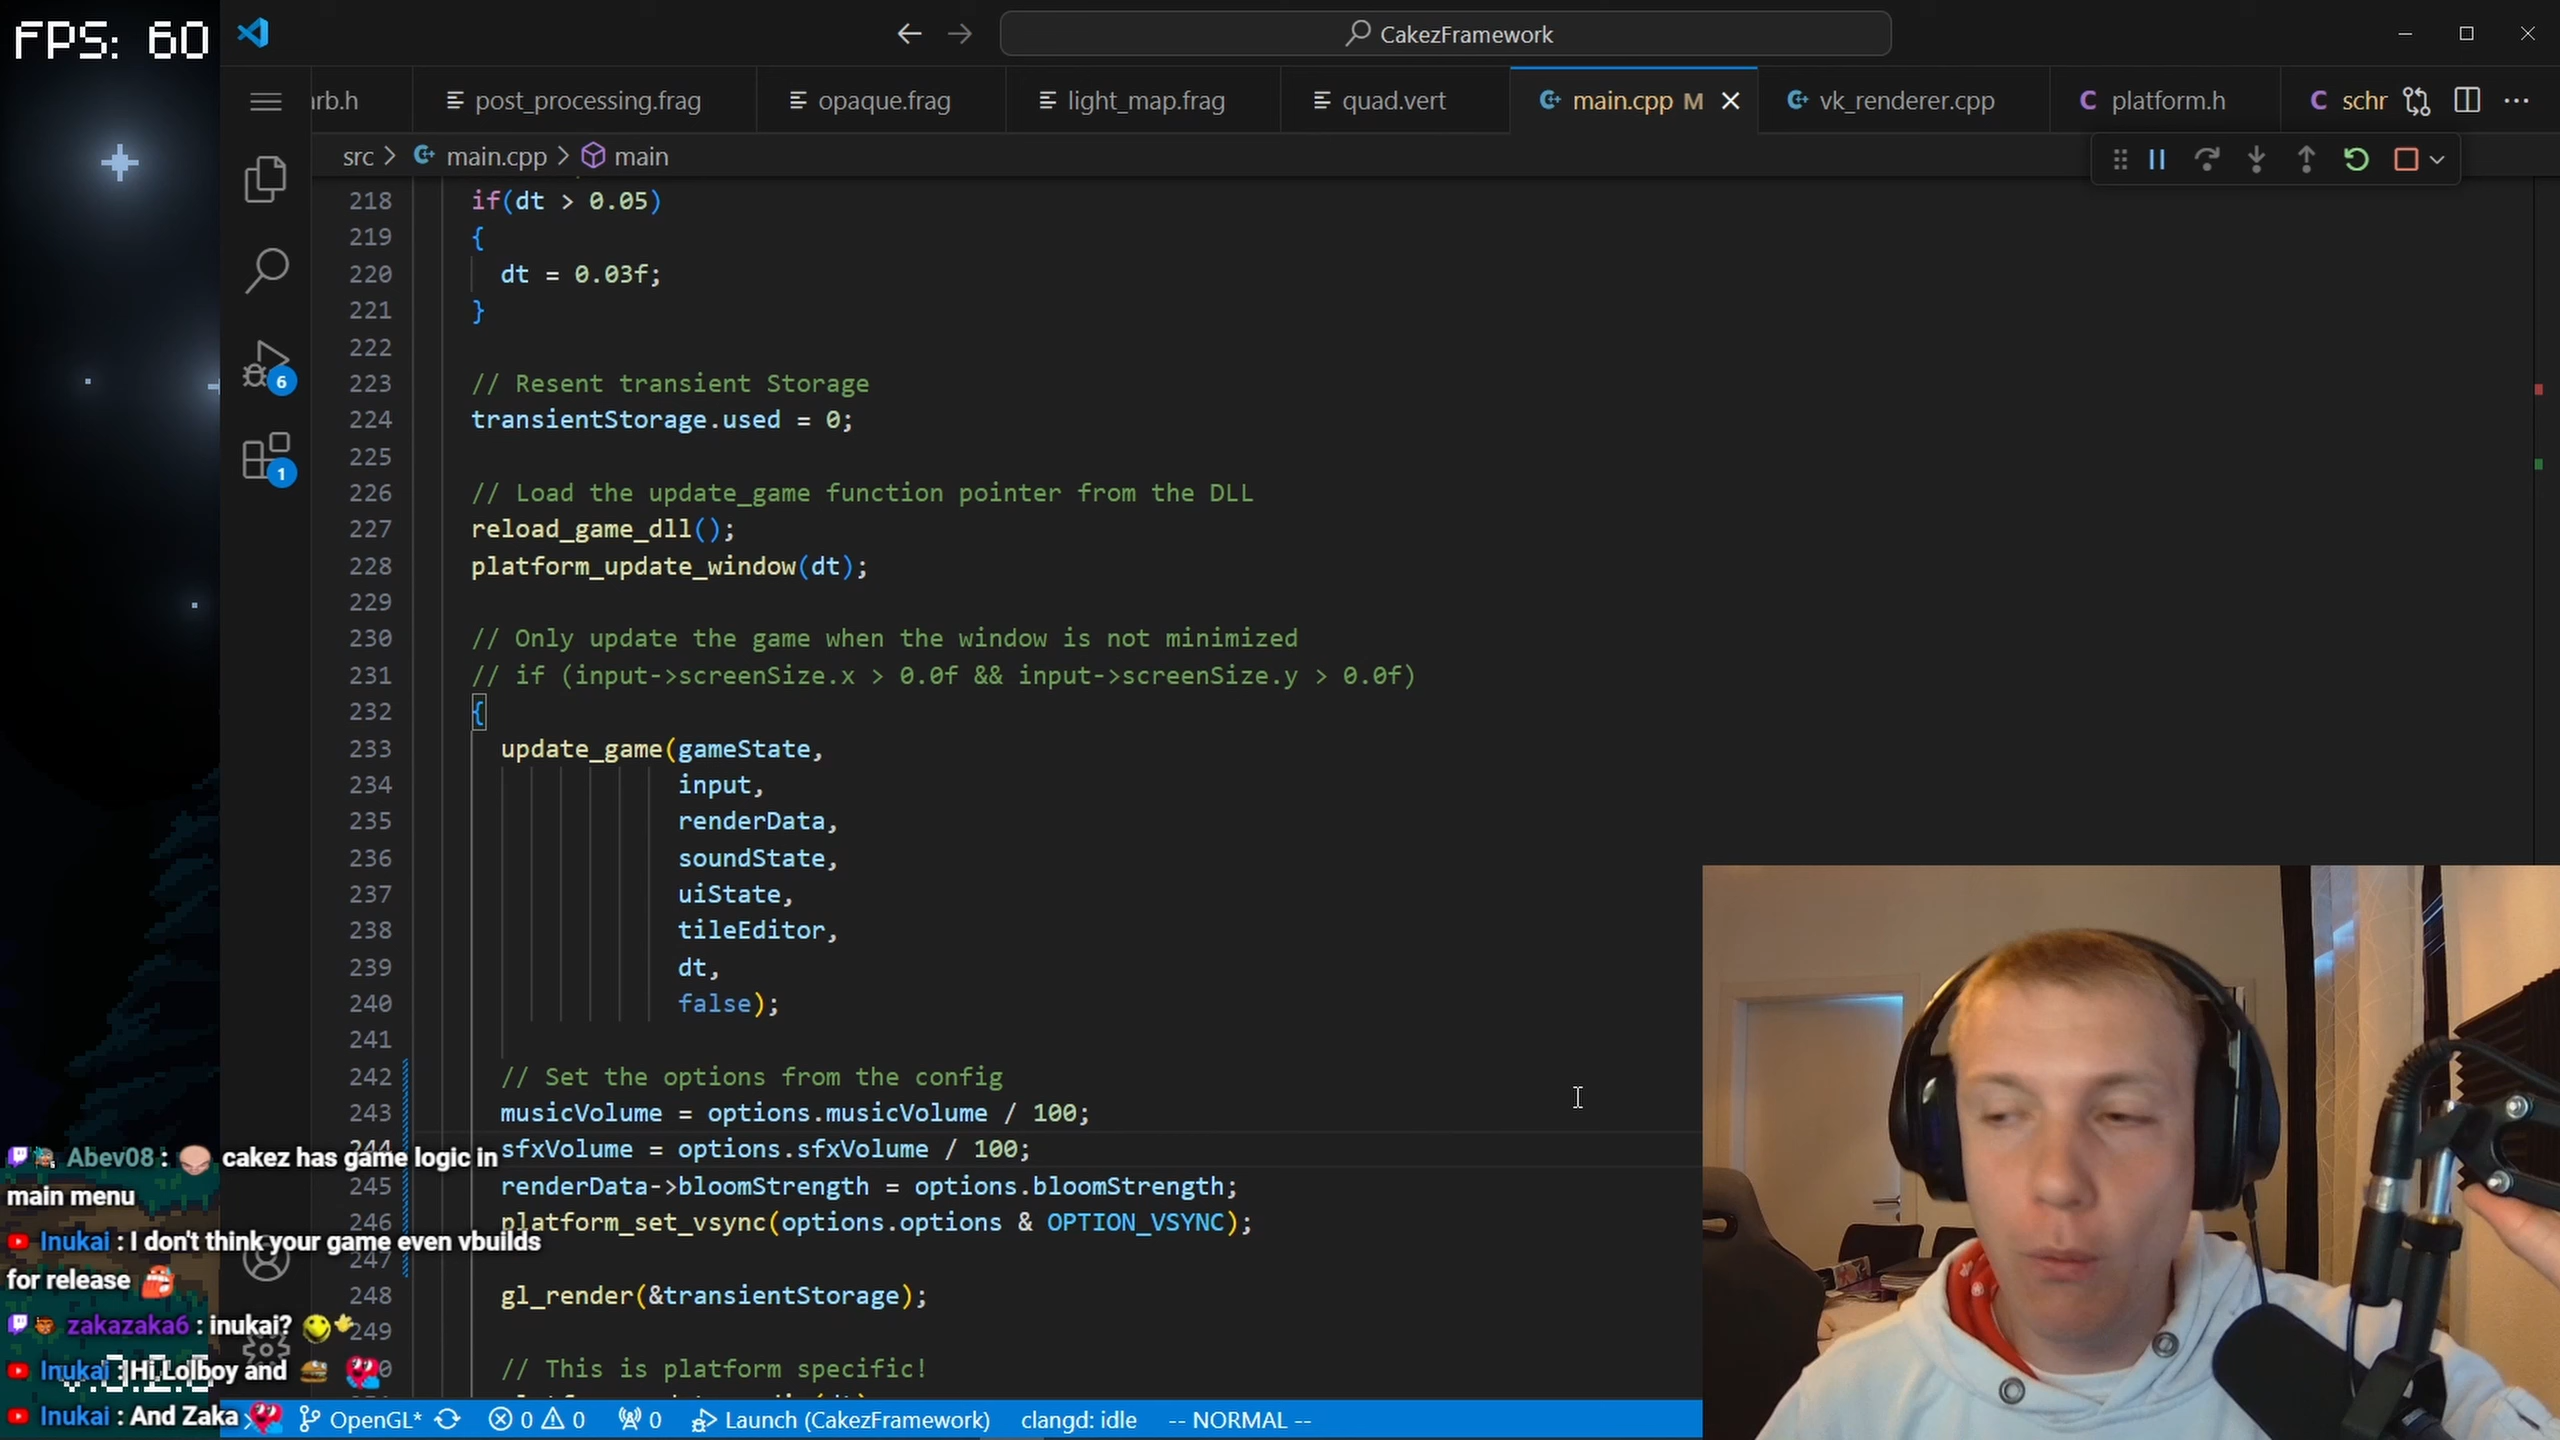 FPS: 60
CakezFramework
arb.h
post_processing.frag
opaque.frag
light_map.frag
quad.vert
main.cpp M
vk_renderer.cpp
platform.h
schr
src > main.cpp > main
218 if(dt > 0.05)
219 {
220 dt = 0.03f;
221 }
222
223 // Resent transient Storage
224 transientStorage.used = 0;
225
226 // Load the update_game function pointer from the DLL
227 reload_game_dll();
228 platform_update_window(dt);
229
230 // Only update the game when the window is not minimized
231 // if (input->screenSize.x > 0.0f && input->screenSize.y > 0.0f)
232 {
233 update_game(gameState,
234 input,
235 renderData,
236 soundState,
237 uiState,
238 tileEditor,
239 dt,
240 false);
241
242 // Set the options from the config
243 musicVolume = options.musicVolume / 100;
244 sfxVolume = options.sfxVolume / 100;
245 renderData->bloomStrength = options.bloomStrength;
246 platform_set_vsync(options.options & OPTION_VSYNC);
247
248 gl_render(&transientStorage);
249
// This is platform specific!
6
1
Abev08 : cakez has game logic in
main menu
Inukai : I don't think your game even vbuilds
for release
zakazaka6 : inukai?
Inukai : Hi Lolboy and
Inukai : And Zaka
OpenGL* 0 0 0 Launch (CakezFramework) clangd: idle -- NORMAL --